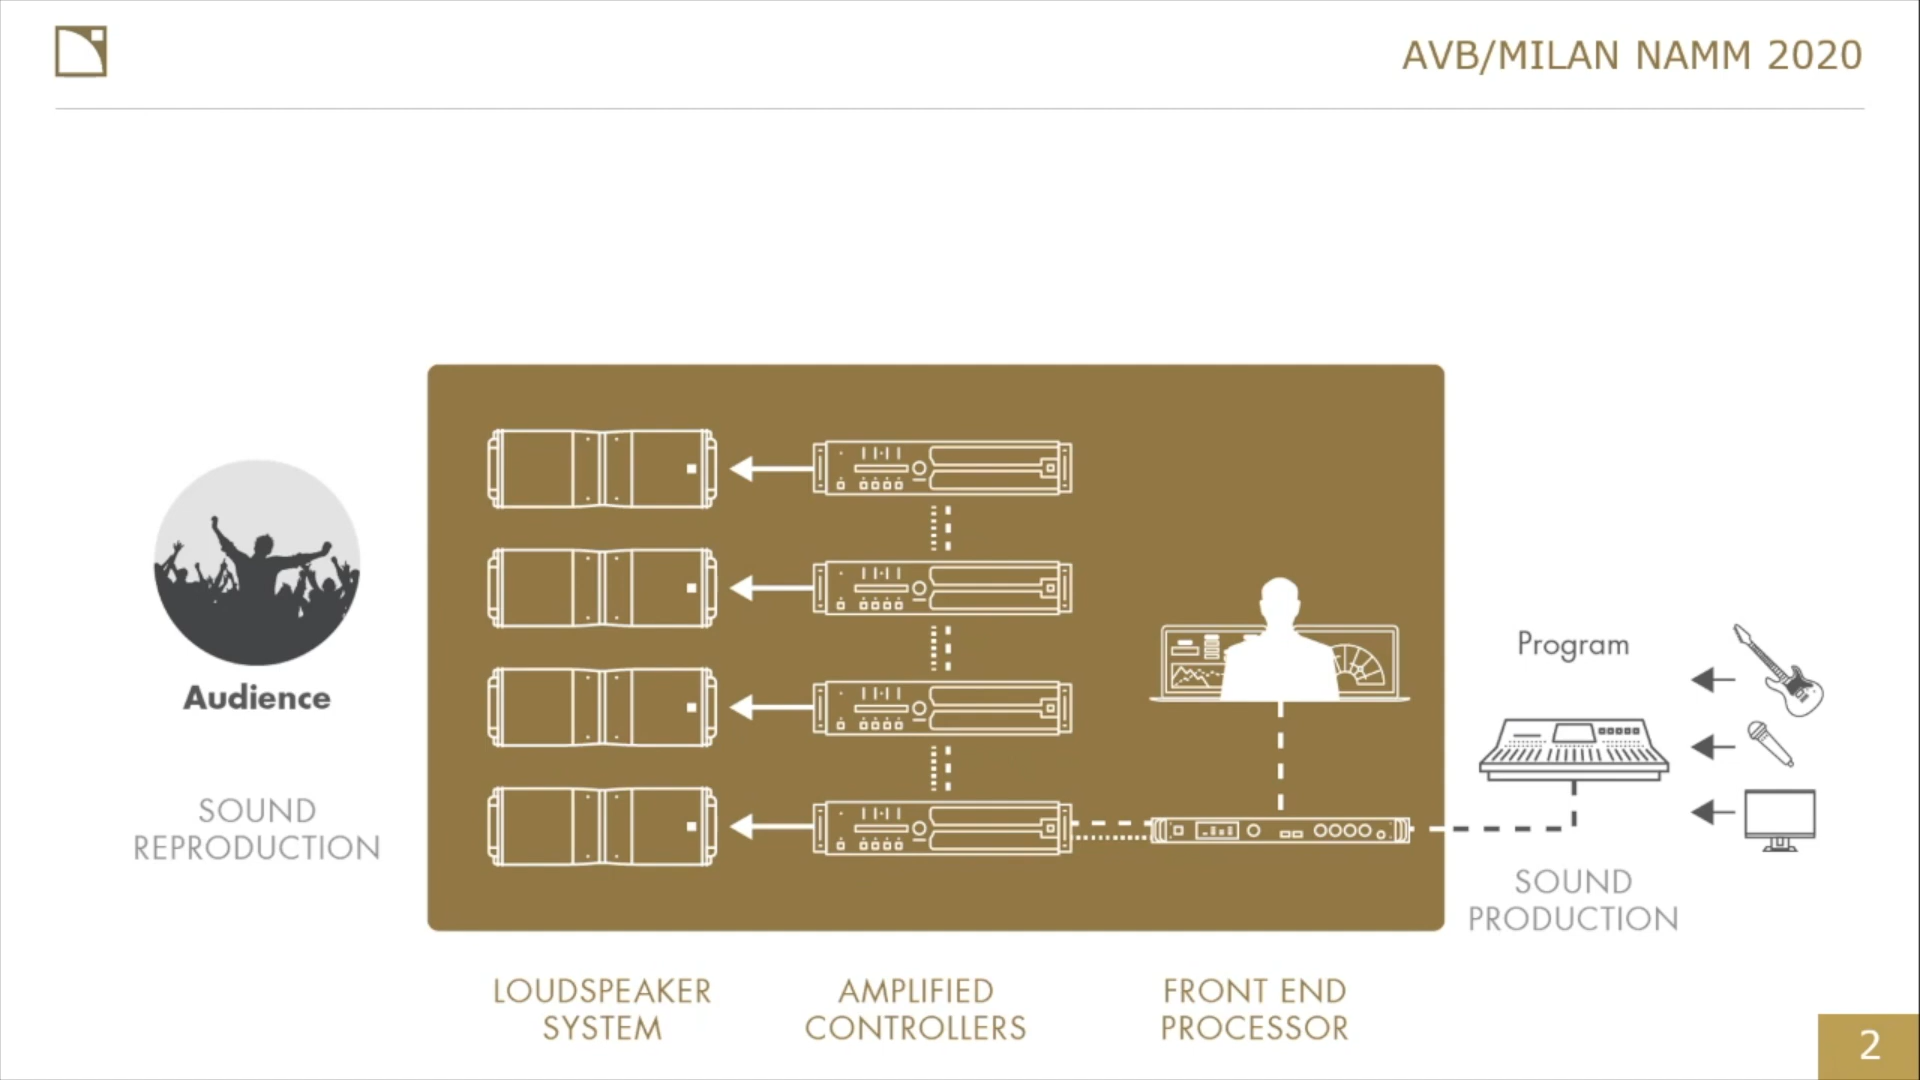 AVB/MILAN NAMM 2020
Program
Audience
SOUND
REPRODUCTION
SOUND
PRODUCTION
LOUDSPEAKER
SYSTEM
AMPLIFIED
CONTROLLERS
FRONT END
PROCESSOR
2